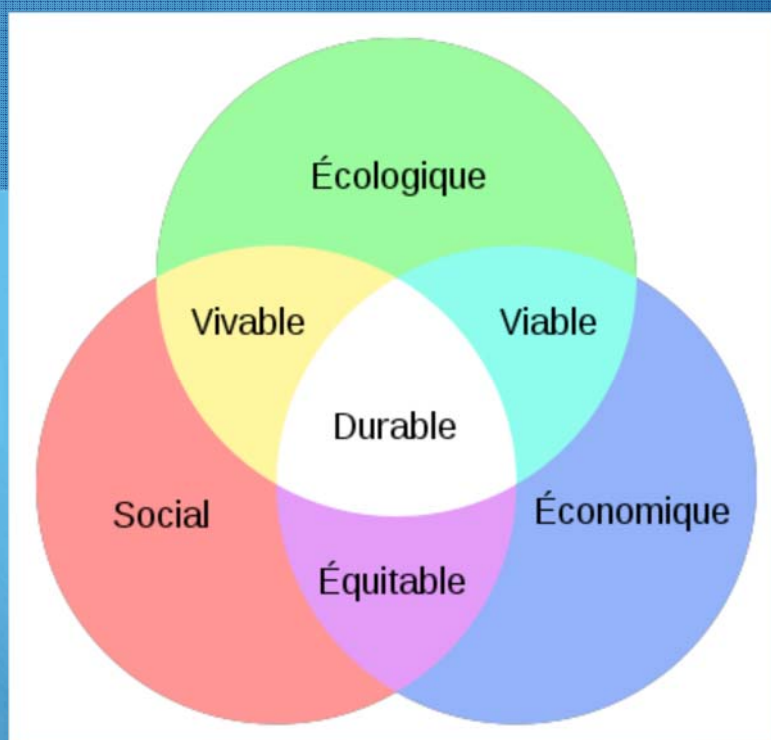 Écologique
Vivable
Viable
Durable
Social
Économique
Équitable